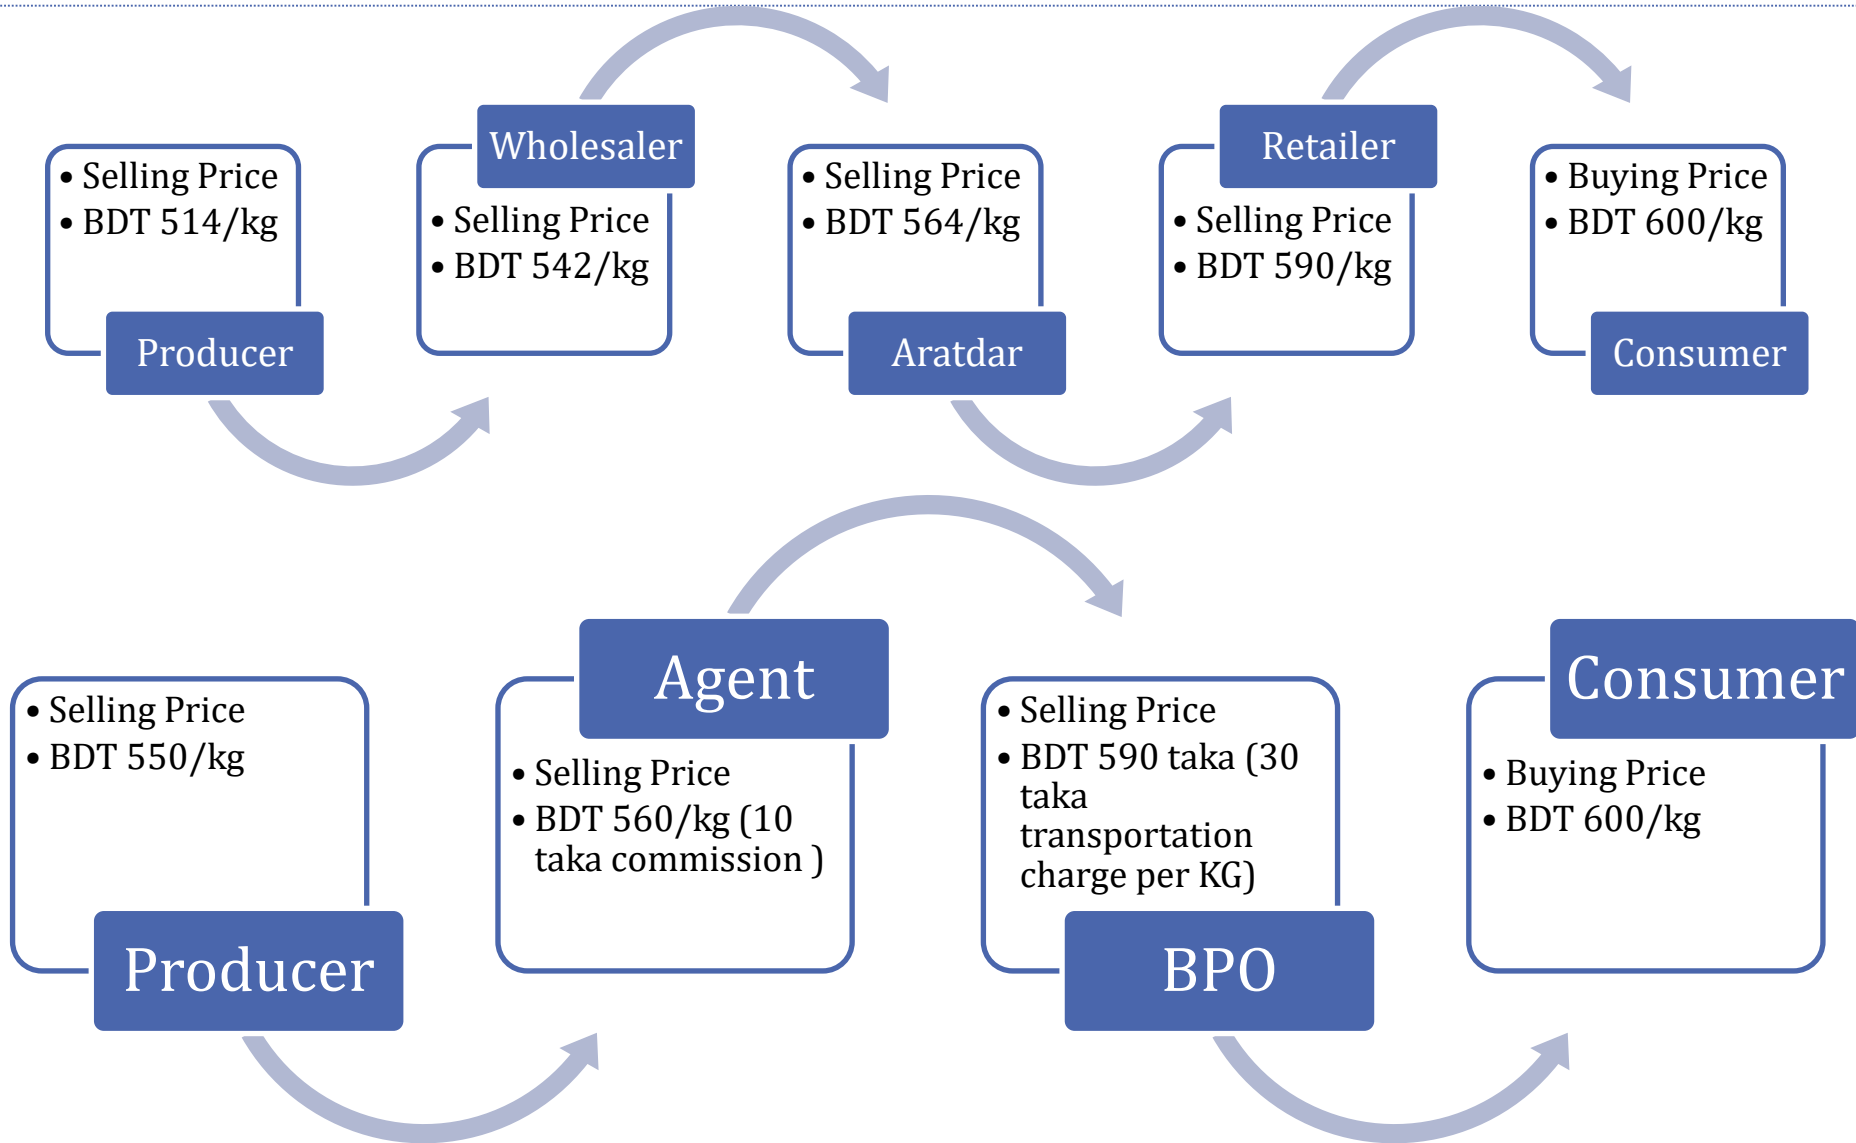 • Selling Price
• BDT 514/kg
Producer
Wholesaler
• Selling Price
• BDT 542/kg
• Selling Price
• BDT 564/kg
Aratdar
Retailer
• Selling Price
• BDT 590/kg
• Buying Price
• BDT 600/kg
Consumer
• Selling Price
• BDT 550/kg
Producer
Agent
• Selling Price
• BDT 560/kg (10
taka commission )
• Selling Price
• BDT 590 taka (30
taka
transportation
charge per KG)
BPO
Consumer
• Buying Price
• BDT 600/kg